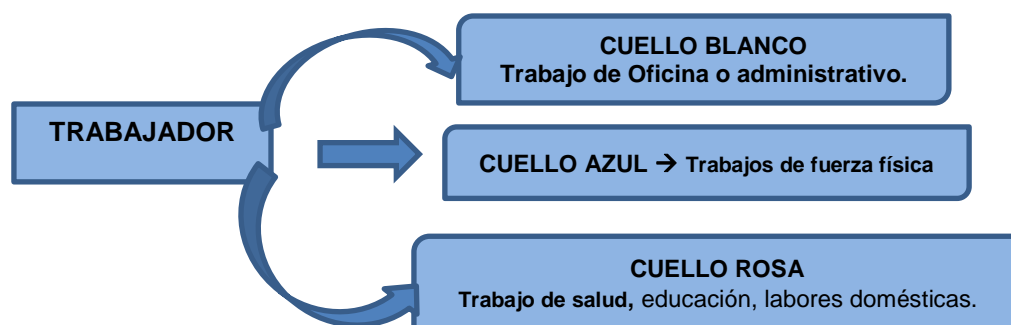 CUELLO BLANCO
Trabajo de Oficina o administrativo.
TRABAJADOR
CUELLO AZUL → Trabajos de fuerza física
CUELLO ROSA
Trabajo de salud, educación, labores domésticas.